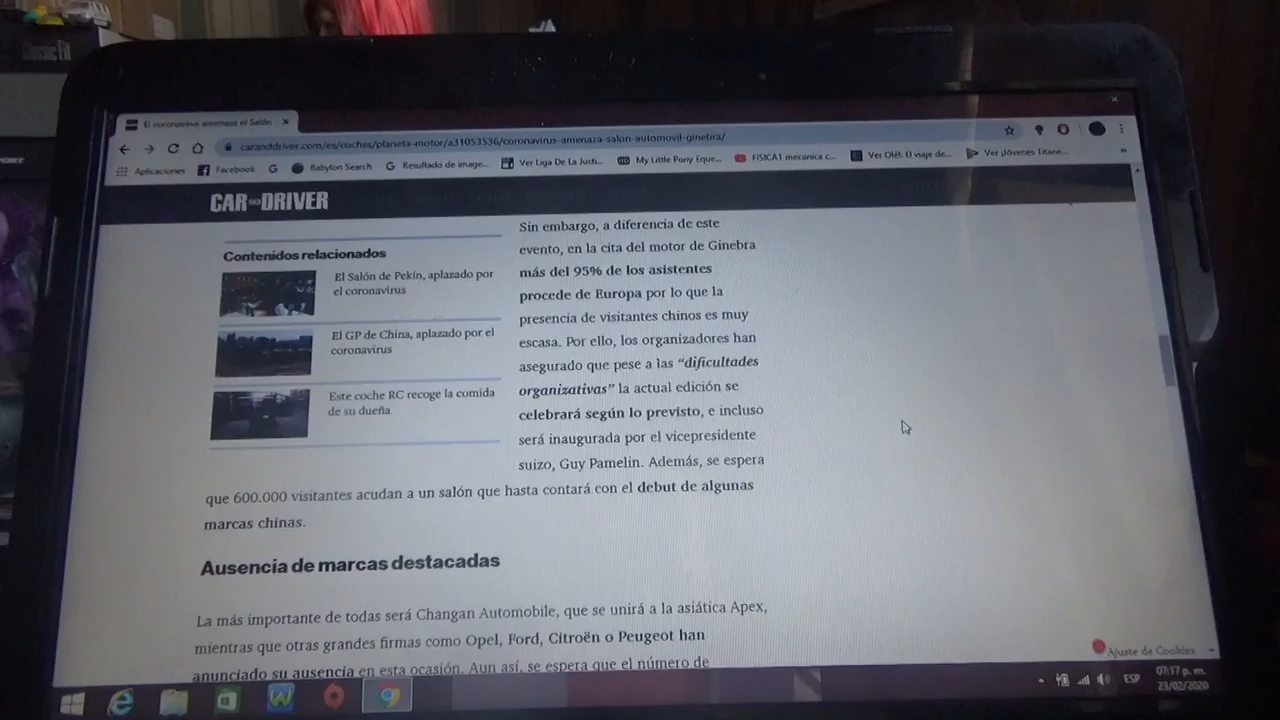 El coronavirus amenaza el Salón
caranddriver.com/es/coches/planeta-motor/a31053536/coronavirus-amenaza-salon-automovil-ginebra/
Aplicaciones
Facebook
Babylon Search
Resultado de image...
Ver Liga De La Justi...
My Little Pony Eque...
FISICA1 mecanica c...
Ver Olé!: El viaje de...
Ver ¡Jóvenes Titane...
CAR AND DRIVER
Contenidos relacionados
El Salón de Pekín, aplazado por
el coronavirus
El GP de China, aplazado por el
coronavirus
Este coche RC recoge la comida
de su dueña
Sin embargo, a diferencia de este
evento, en la cita del motor de Ginebra
más del 95% de los asistentes
procede de Europa por lo que la
presencia de visitantes chinos es muy
escasa. Por ello, los organizadores han
asegurado que pese a las “dificultades
organizativas” la actual edición se
celebrará según lo previsto, e incluso
será inaugurada por el vicepresidente
suizo, Guy Pamelin. Además, se espera
que 600.000 visitantes acudan a un salón que hasta contará con el debut de algunas
marcas chinas.
Ausencia de marcas destacadas
La más importante de todas será Changan Automobile, que se unirá a la asiática Apex,
mientras que otras grandes firmas como Opel, Ford, Citroën o Peugeot han
anunciado su ausencia en esta ocasión. Aun así, se espera que el número de
Ajuste de Cookies
ESP
07:17 p. m.
23/02/2020